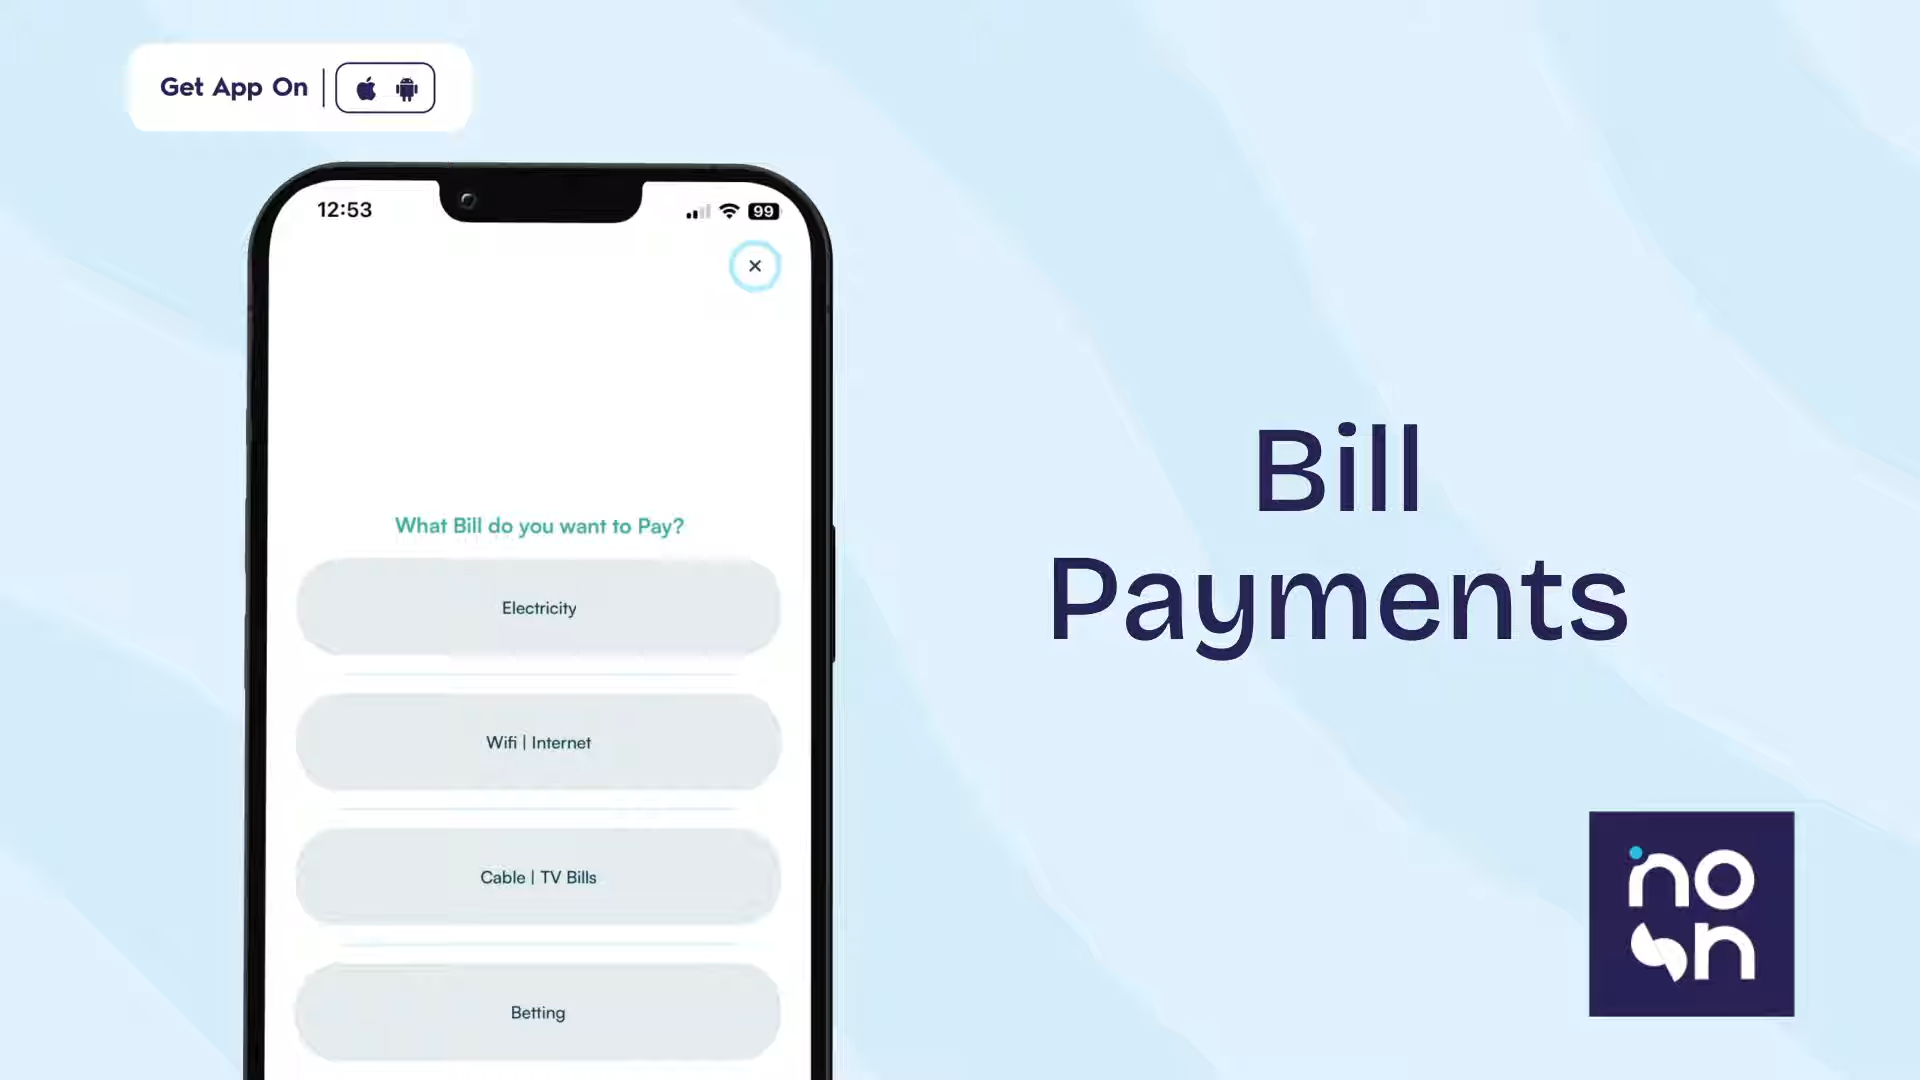 Get App On
12:53
99
What Bill do you want to Pay?
Electricity
Wifi | Internet
Cable | TV Bills
Betting
Bill
Payments
no
on